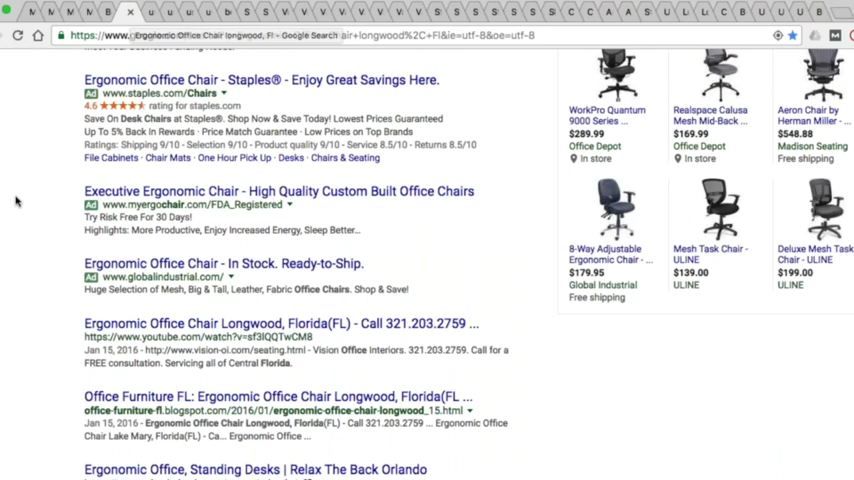 M M M M B × u u u u b S S V V V V V V V V V V S S S S S S C C A A S U L L C C U U U B
https://www. Ergonomic Office Chair Longwood, Fl - Google Search air+longwood%2C+Fl&ie=utf-8&oe=utf-8
Ergonomic Office Chair - Staples® - Enjoy Great Savings Here.
Ad www.staples.com/Chairs
4.6 ★★★★★ rating for staples.com
Save On Desk Chairs at Staples®. Shop Now & Save Today! Lowest Prices Guaranteed
Up To 5% Back In Rewards · Price Match Guarantee · Low Prices on Top Brands
Ratings: Shipping 9/10 - Selection 9/10 - Product quality 9/10 - Service 8.5/10 - Returns 8.5/10
File Cabinets · Chair Mats · One Hour Pick Up · Desks · Chairs & Seating
Executive Ergonomic Chair - High Quality Custom Built Office Chairs
Ad www.myergochair.com/FDA_Registered
Try Risk Free For 30 Days!
Highlights: More Productive, Enjoy Increased Energy, Sleep Better...
Ergonomic Office Chair - In Stock. Ready-to-Ship.
Ad www.globalindustrial.com/
Huge Selection of Mesh, Big & Tall, Leather, Fabric Office Chairs. Shop & Save!
Ergonomic Office Chair Longwood, Florida(FL) - Call 321.203.2759 ...
https://www.youtube.com/watch?v=sf3lQQTwCM8
Jan 15, 2016 - http://www.vision-oi.com/seating.html - Vision Office Interiors. 321.203.2759. Call for a
FREE consultation. Servicing all of Central Florida.
Office Furniture FL: Ergonomic Office Chair Longwood, Florida(FL ...
office-furniture-fl.blogspot.com/2016/01/ergonomic-office-chair-longwood_15.html
Jan 15, 2016 - Ergonomic Office Chair Longwood, Florida(FL) - Call 321.203.2759 ... Ergonomic Office
Chair Lake Mary, Florida(FL) - Ca... Ergonomic Office ...
Ergonomic Office, Standing Desks | Relax The Back Orlando
WorkPro Quantum
9000 Series ...
$289.99
Office Depot
In store
Realspace Calusa
Mesh Mid-Back ...
$169.99
Office Depot
In store
Aeron Chair by
Herman Miller - ...
$548.88
Madison Seating
Free shipping
8-Way Adjustable
Ergonomic Chair - ...
$179.95
Global Industrial
Free shipping
Mesh Task Chair -
ULINE
$139.00
ULINE
Deluxe Mesh Task
Chair - ULINE
$199.00
ULINE